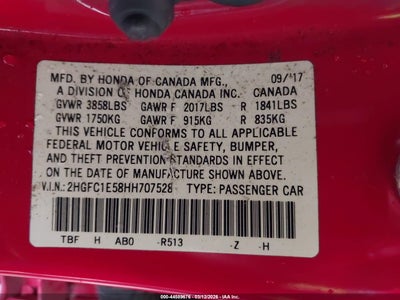 MFD. BY HONDA OF CANADA MFG., 09/17
A DIVISION OF HONDA CANADA INC. CANADA
GVWR 3858LBS GAWR F 2017LBS R 1841LBS
GVWR 1750KG GAWR F 915KG R 835KG
THIS VEHICLE CONFORMS TO ALL APPLICABLE
FEDERAL MOTOR VEHICLE SAFETY, BUMPER,
AND THEFT PREVENTION STANDARDS IN EFFECT
ON THE DATE OF MANUFACTURE SHOWN ABOVE.
V.I.N.: 2HGFC1E58HH707528 TYPE: PASSENGER CAR
TBF H AB0 -R513 -Z -H
000 - 44589676 - 03/12/2026 - IAA Inc.